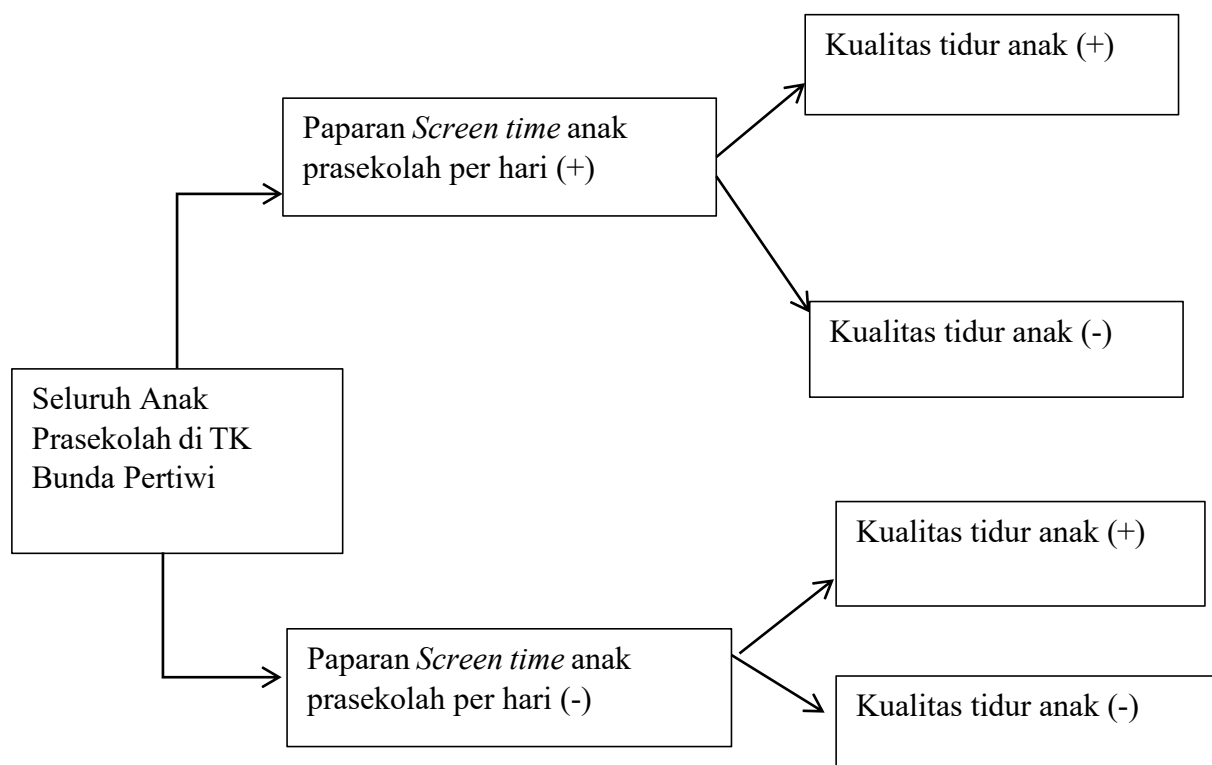 Kualitas tidur anak (+)
Paparan Screen time anak
prasekolah per hari (+)
Kualitas tidur anak (-)
Seluruh Anak
Prasekolah di TK
Bunda Pertiwi
Kualitas tidur anak (+)
Paparan Screen time anak
prasekolah per hari (-)
Kualitas tidur anak (-)